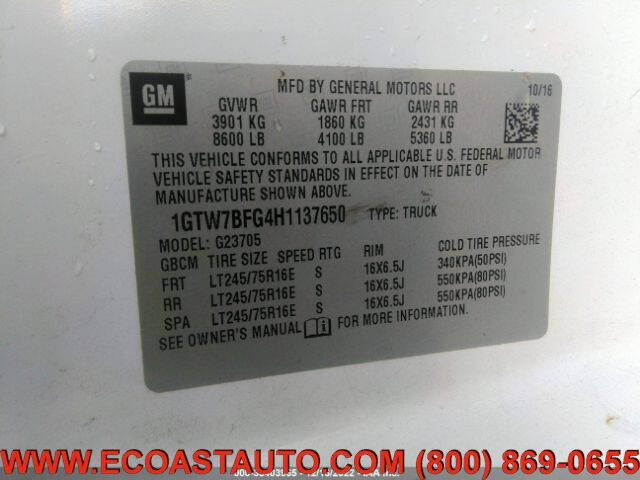 GM
MFD BY GENERAL MOTORS LLC
10/16
GVWR GAWR FRT GAWR RR
3901 KG 1860 KG 2431 KG
8600 LB 4100 LB 5360 LB
THIS VEHICLE CONFORMS TO ALL APPLICABLE U.S. FEDERAL MOTOR
VEHICLE SAFETY STANDARDS IN EFFECT ON THE DATE OF
MANUFACTURE SHOWN ABOVE.
1GTW7BFG4H1137650 TYPE: TRUCK
MODEL: G23705
GBCM TIRE SIZE SPEED RTG RIM COLD TIRE PRESSURE
FRT LT245/75R16E S 16X6.5J 340KPA(50PSI)
RR LT245/75R16E S 16X6.5J 550KPA(80PSI)
SPA LT245/75R16E S 16X6.5J 550KPA(80PSI)
SEE OWNER'S MANUAL FOR MORE INFORMATION.
WWW.ECOASTAUTO.COM (800) 869-0655